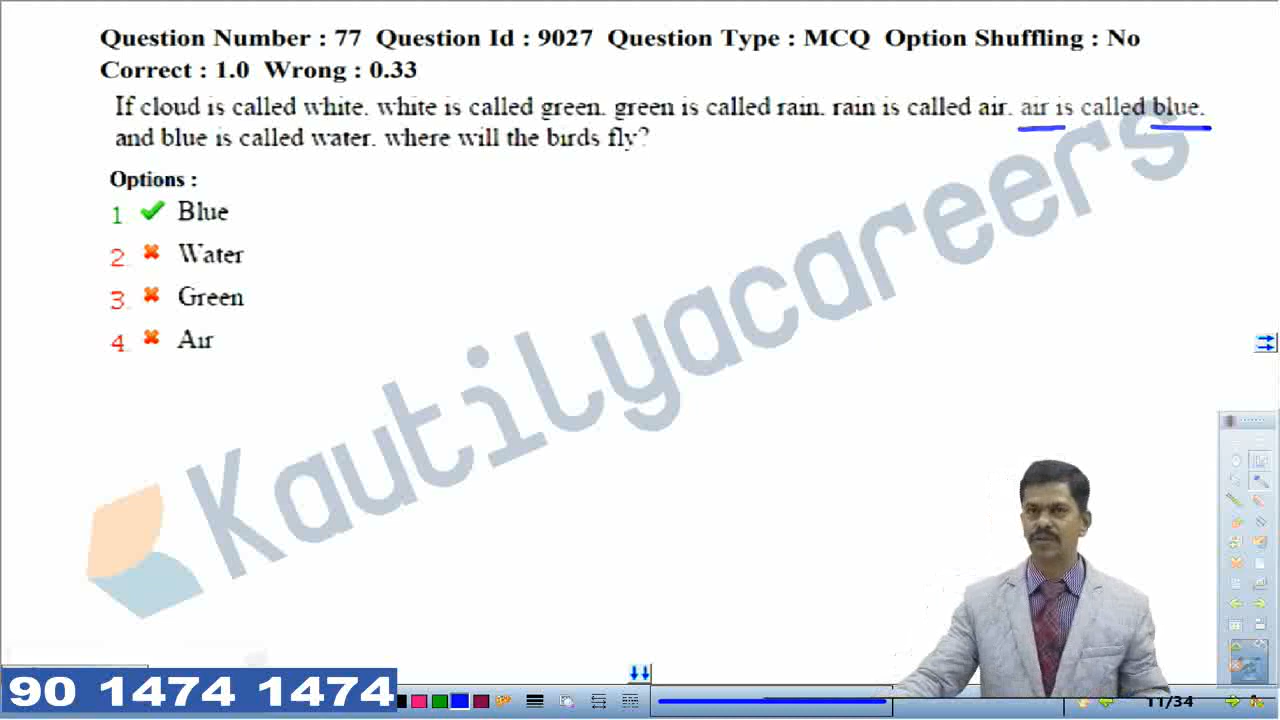 Question Number : 77 Question Id : 9027 Question Type : MCQ Option Shuffling : No
Correct : 1.0 Wrong : 0.33
If cloud is called white, white is called green, green is called rain, rain is called air, air is called blue,
and blue is called water, where will the birds fly?
Options :
1. Blue
2. Water
3. Green
4. Air
Kautilyacareers
90 1474 1474
11/34